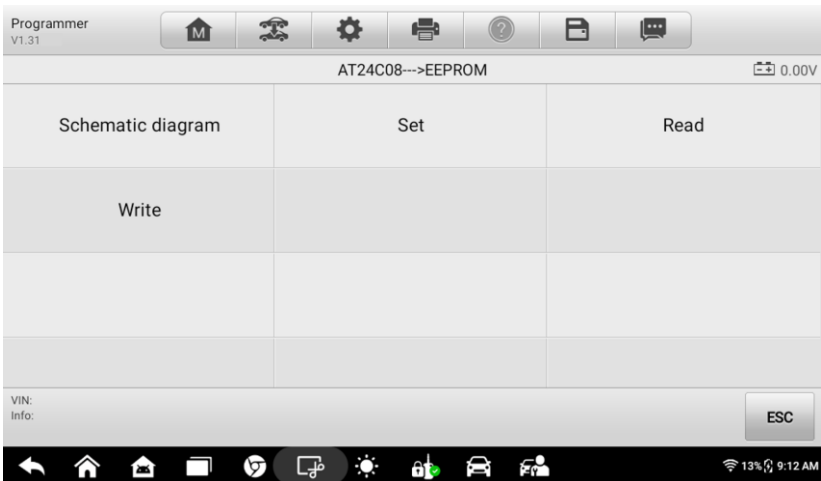 Programmer
V1.31
M
AT24C08--->EEPROM
0.00V
Schematic diagram
Set
Read
Write
VIN:
Info:
ESC
13%
9:12 AM